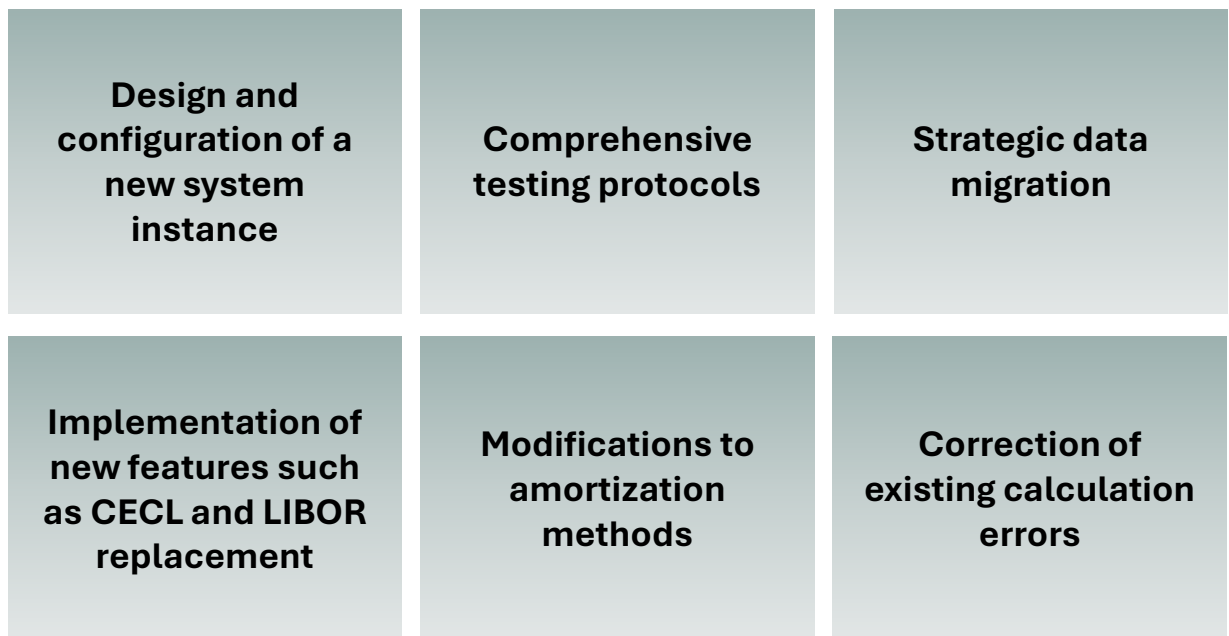 Design and
configuration of a
new system
instance
Comprehensive
testing protocols
Strategic data
migration
Implementation of
new features such
as CECL and LIBOR
replacement
Modifications to
amortization
methods
Correction of
existing calculation
errors